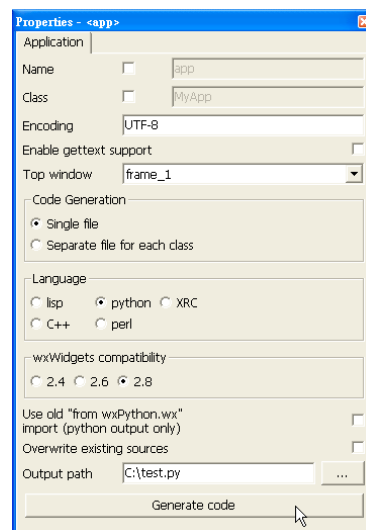 Properties - <app>
Application
Name app
Class MyApp
Encoding UTF-8
Enable gettext support
Top window frame_1
Code Generation
Single file
Separate file for each class
Language
lisp python XRC
C++ perl
wxWidgets compatibility
2.4 2.6 2.8
Use old "from wxPython.wx"
import (python output only)
Overwrite existing sources
Output path C:\test.py ...
Generate code